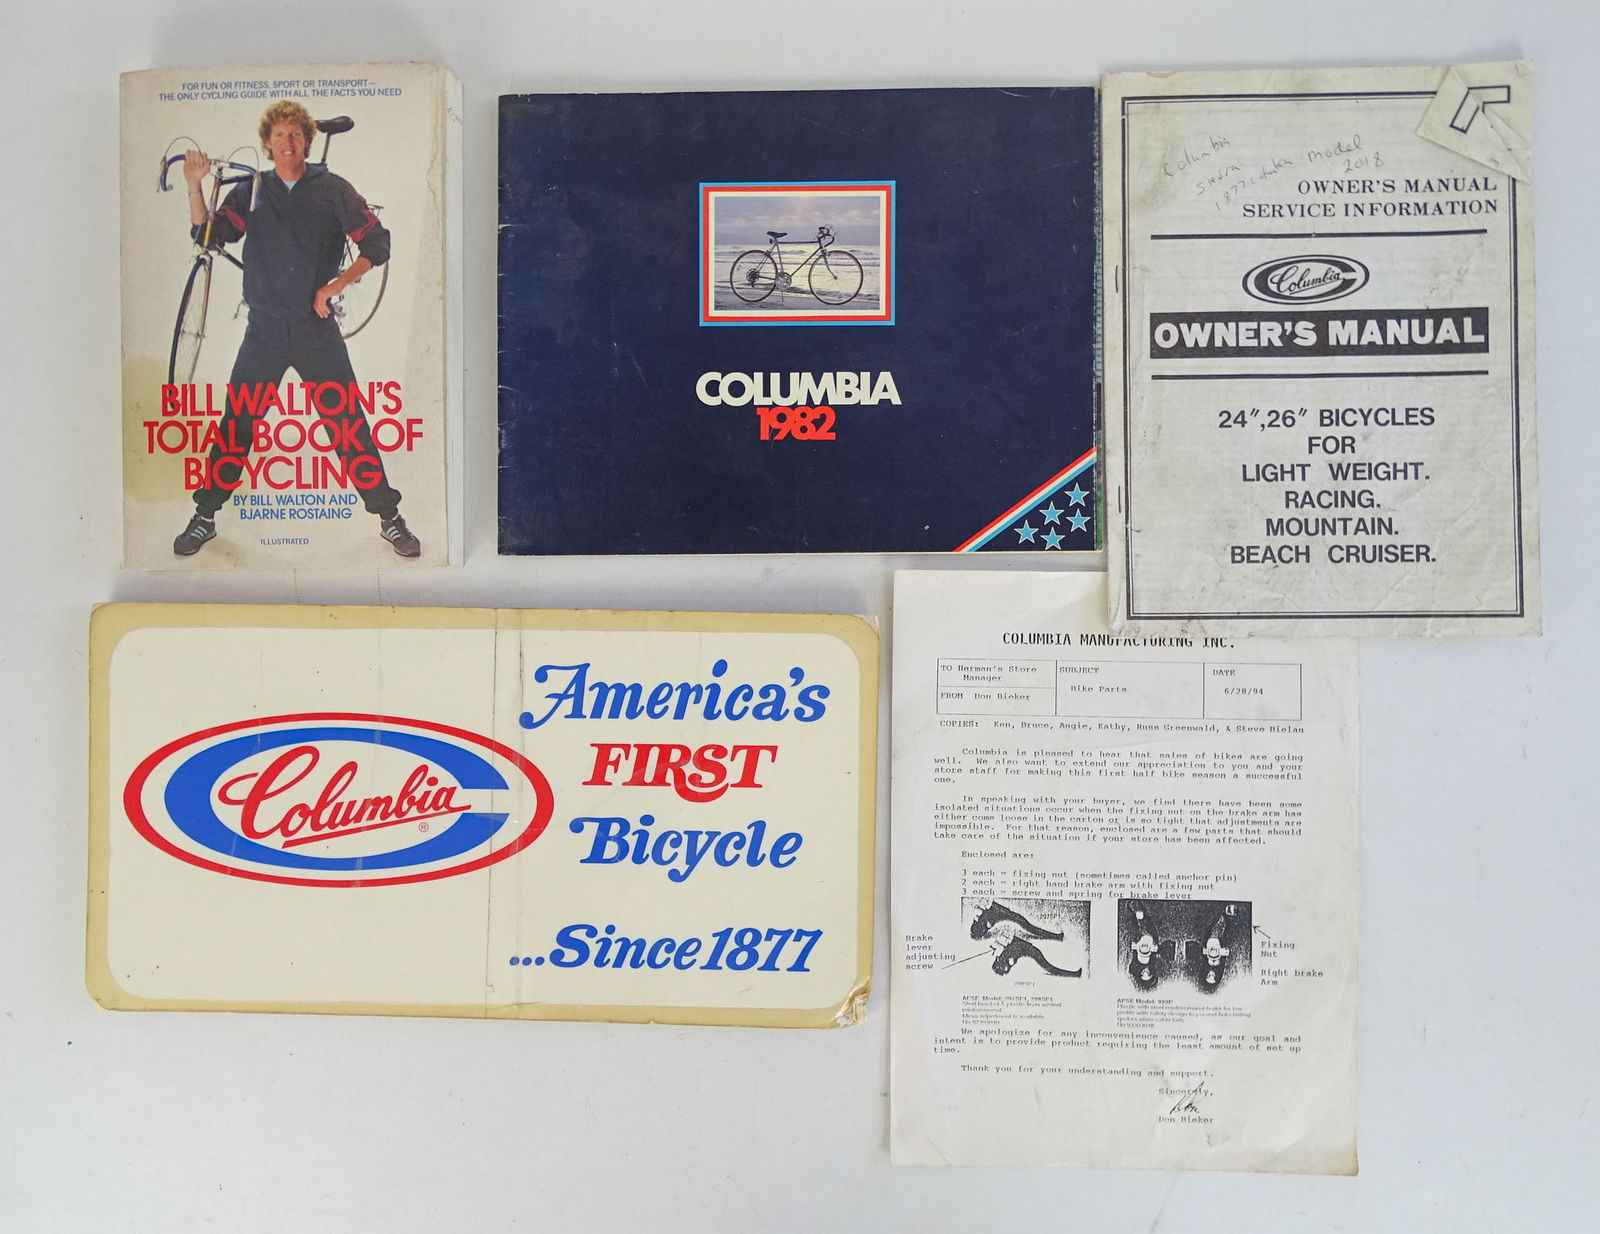 FOR FUN OR FITNESS, SPORT OR TRANSPORT—
THE ONLY CYCLING GUIDE WITH ALL THE FACTS YOU NEED
BILL WALTON'S
TOTAL BOOK OF
BICYCLING
BY BILL WALTON AND
BJARNE ROSTAING
ILLUSTRATED
COLUMBIA
1982
Columbia
Sierra
1877 Columbia Model
2018
OWNER'S MANUAL
SERVICE INFORMATION
Columbia
OWNER'S MANUAL
24",26" BICYCLES
FOR
LIGHT WEIGHT.
RACING.
MOUNTAIN.
BEACH CRUISER.
Columbia®
America's
FIRST
Bicycle
...Since 1877
COLUMBIA MANUFACTURING INC.
TO Herman's Store
Manager
FROM Don Bieker
SUBJECT
Bike Parts
DATE
6/28/94
COPIES: Ken, Bruce, Augie, Kathy, Russ Greenwald, & Steve Bielan
Columbia is pleased to hear that sales of bikes are going
well. We also want to extend our appreciation to you and your
store staff for making this first half bike season a successful
one.
In speaking with your buyer, we find there have been some
isolated situations occur when the fixing nut on the brake arm has
either come loose in the carton or is so tight that adjustments are
impossible. For that reason, enclosed are a few parts that should
take care of the situation if your store has been affected.
Enclosed are:
3 each - fixing nut (sometimes called anchor pin)
2 each - right hand brake arm with fixing nut
3 each - screw and spring for brake lever
Brake
lever
adjusting
screw
297SP1
298SP1
Fixing
Nut
Right brake
Arm
APSE Model: 297SP1, 298SP1
APSE Model: 999P
We apologize for any inconvenience caused, as our goal and
intent is to provide product requiring the least amount of set up
time.
Thank you for your understanding and support.
Sincerely,
Don
Don Bieker